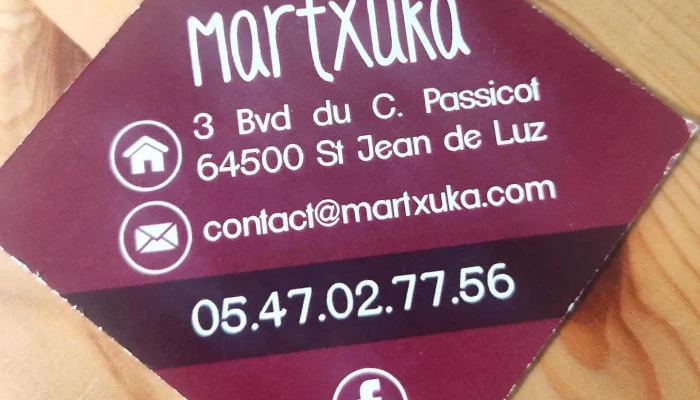 martxuka
3 Bvd du C. Passicot
64500 St Jean de Luz
contact@martxuka.com
05.47.02.77.56
f